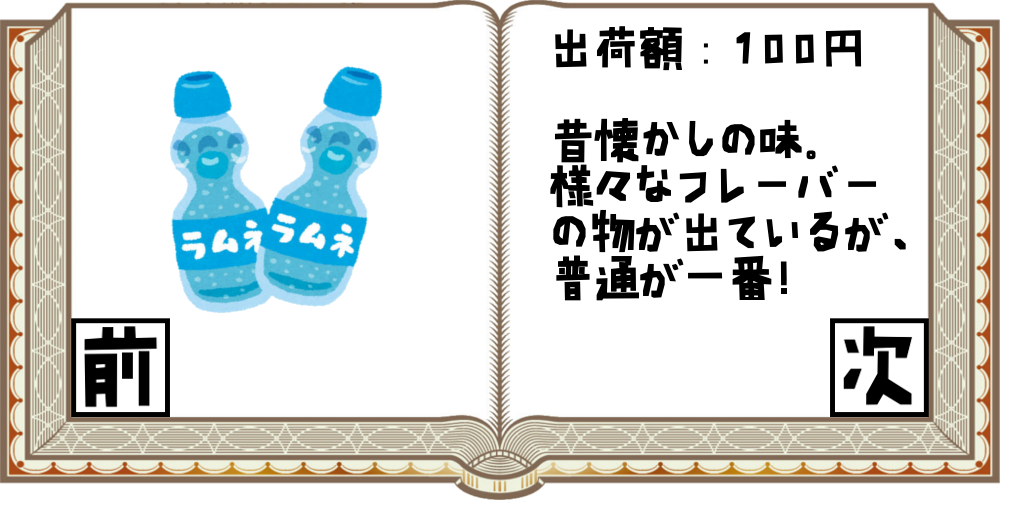 ラムネ
ラムネ
前
出荷額：100円
昔懐かしの味。
様々なフレーバー
の物が出ているが、
普通が一番！
次